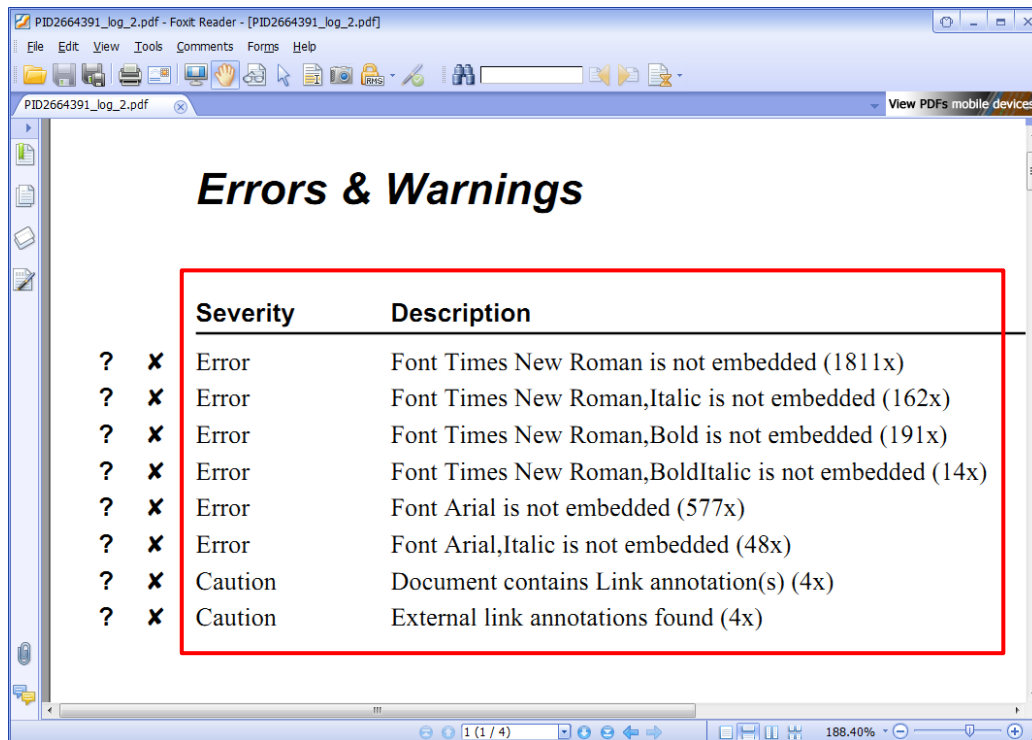 PID2664391_log_2.pdf - Foxit Reader - [PID2664391_log_2.pdf]
File Edit View Tools Comments Forms Help
RMS
PID2664391_log_2.pdf
View PDFs mobile devices
Errors & Warnings
Severity Description
? ✘ Error Font Times New Roman is not embedded (1811x)
? ✘ Error Font Times New Roman,Italic is not embedded (162x)
? ✘ Error Font Times New Roman,Bold is not embedded (191x)
? ✘ Error Font Times New Roman,BoldItalic is not embedded (14x)
? ✘ Error Font Arial is not embedded (577x)
? ✘ Error Font Arial,Italic is not embedded (48x)
? ✘ Caution Document contains Link annotation(s) (4x)
? ✘ Caution External link annotations found (4x)
1 (1 / 4) 188.40%